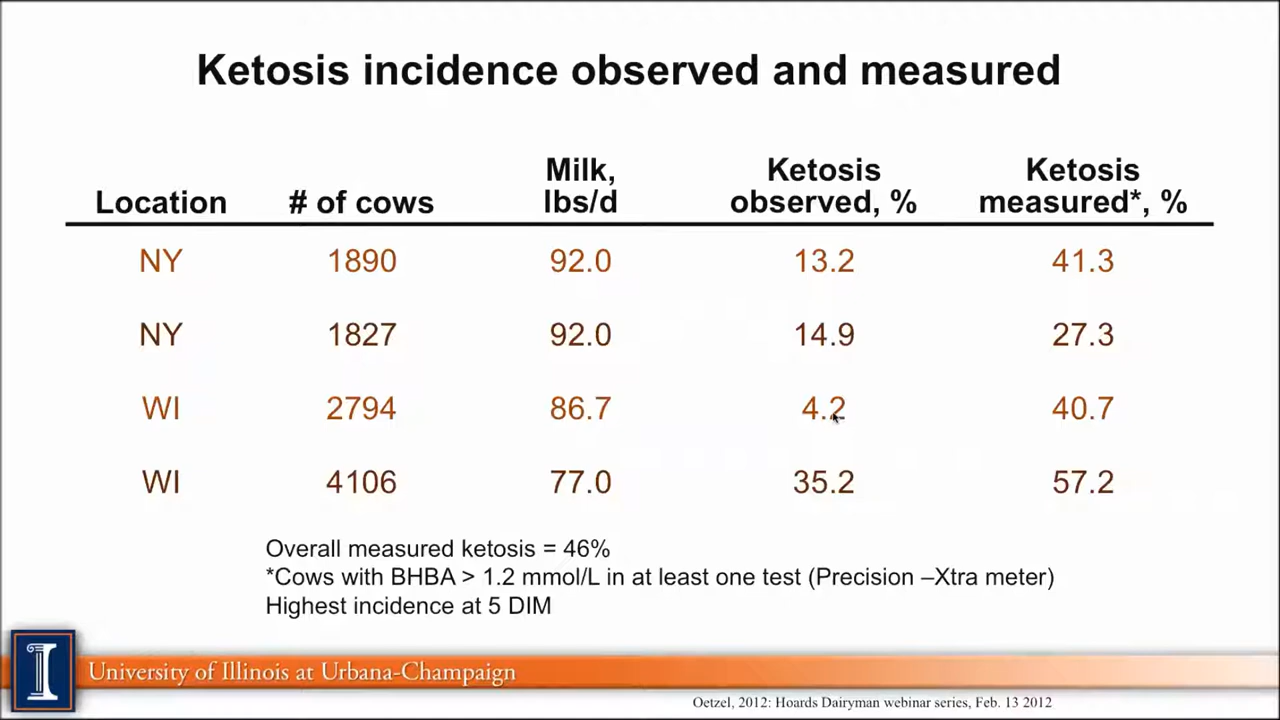 Ketosis incidence observed and measured
Location # of cows Milk, lbs/d Ketosis observed, % Ketosis measured*, %
NY 1890 92.0 13.2 41.3
NY 1827 92.0 14.9 27.3
WI 2794 86.7 4.2 40.7
WI 4106 77.0 35.2 57.2
Overall measured ketosis = 46%
*Cows with BHBA > 1.2 mmol/L in at least one test (Precision –Xtra meter)
Highest incidence at 5 DIM
I
University of Illinois at Urbana-Champaign
Oetzel, 2012: Hoards Dairyman webinar series, Feb. 13 2012